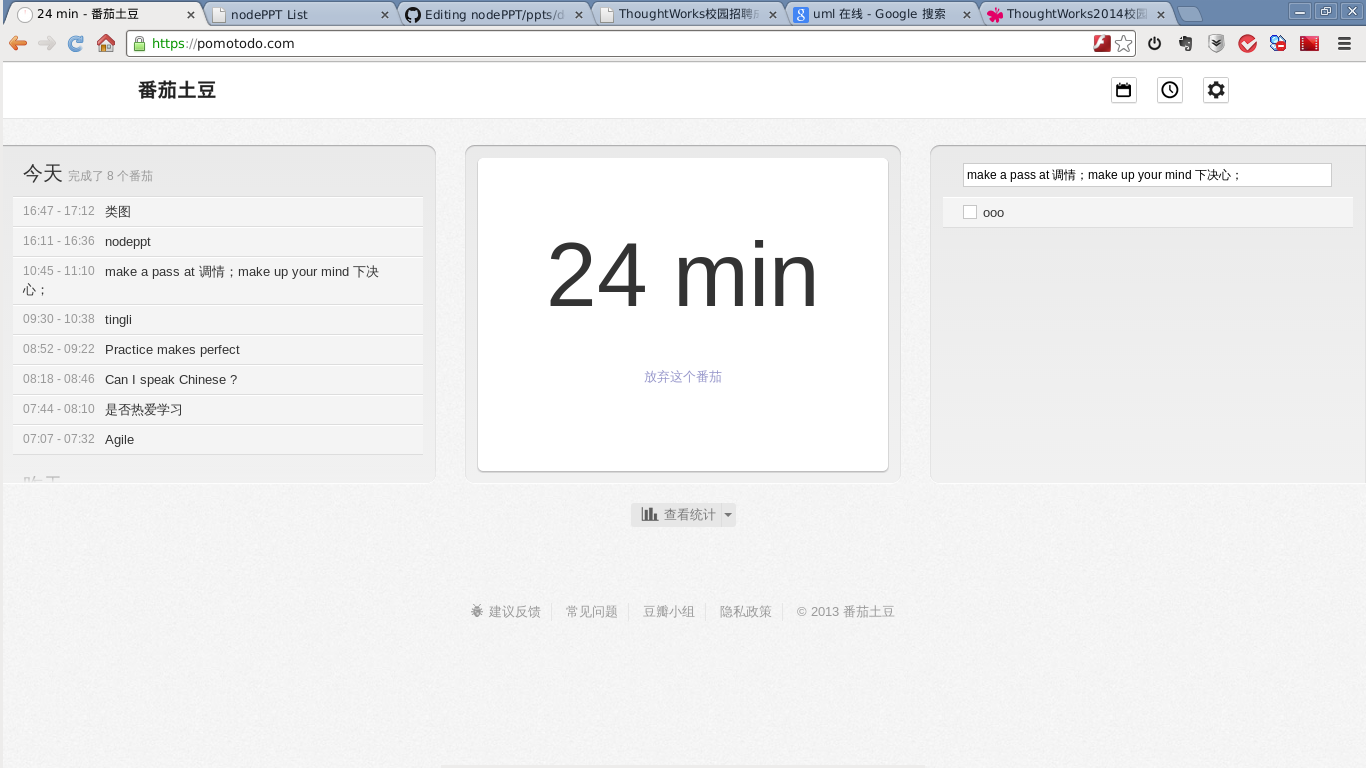 24 min - 番茄土豆
nodePPT List
Editing nodePPT/ppts/d
ThoughtWorks校园招聘
uml 在线 - Google 搜索
ThoughtWorks2014校园
https://pomotodo.com
番茄土豆
今天 完成了 8 个番茄
16:47 - 17:12 类图
16:11 - 16:36 nodeppt
10:45 - 11:10 make a pass at 调情；make up your mind 下决
心；
09:30 - 10:38 tingli
08:52 - 09:22 Practice makes perfect
08:18 - 08:46 Can I speak Chinese ?
07:44 - 08:10 是否热爱学习
07:07 - 07:32 Agile
24 min
放弃这个番茄
make a pass at 调情；make up your mind 下决心；
ooo
查看统计
建议反馈 常见问题 豆瓣小组 隐私政策 © 2013 番茄土豆